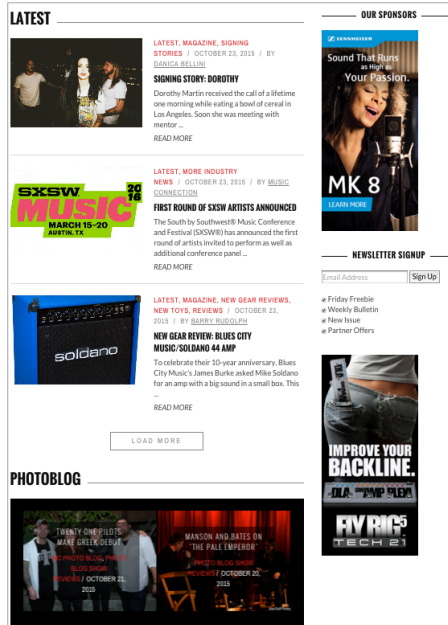 LATEST
LATEST, MAGAZINE, SIGNING
STORIES / OCTOBER 23, 2015 / BY
DANICA BELLINI
SIGNING STORY: DOROTHY
Dorothy Martin received the call of a lifetime
one morning while eating a bowl of cereal in
Los Angeles. Soon she was meeting with
mentor ...
READ MORE
SXSW
MUSIC
20
16
MARCH 15-20
AUSTIN, TX
LATEST, MORE INDUSTRY
NEWS / OCTOBER 23, 2015 / BY MUSIC
CONNECTION
FIRST ROUND OF SXSW ARTISTS ANNOUNCED
The South by Southwest® Music Conference
and Festival (SXSW®) has announced the first
round of artists invited to perform as well as
additional conference panel ...
READ MORE
soldano
LATEST, MAGAZINE, NEW GEAR REVIEWS,
NEW TOYS, REVIEWS / OCTOBER 23,
2015 / BY BARRY RUDOLPH
NEW GEAR REVIEW: BLUES CITY
MUSIC/SOLDANO 44 AMP
To celebrate their 10-year anniversary, Blues
City Music's James Burke asked Mike Soldano
for an amp with a big sound in a small box. This
...
READ MORE
LOAD MORE
PHOTOBLOG
TWENTY ONE PILOTS
MAKE GREEK DEBUT
PHOTO
BLOG SHOW
REVIEWS / OCTOBER 21,
2015
MANSON AND BATES ON
"THE PALE EMPEROR"
PHOTO BLOG SHOW
REVIEWS / OCTOBER 20,
2015
OUR SPONSORS
SENNHEISER
Sound That Runs
as High as
Your Passion.
MK 8
LEARN MORE
NEWSLETTER SIGNUP
Email Address
Sign Up
Friday Freebie
Weekly Bulletin
New Issue
Partner Offers
IMPROVE YOUR
BACKLINE.
FLY RIG 5
TECH 21